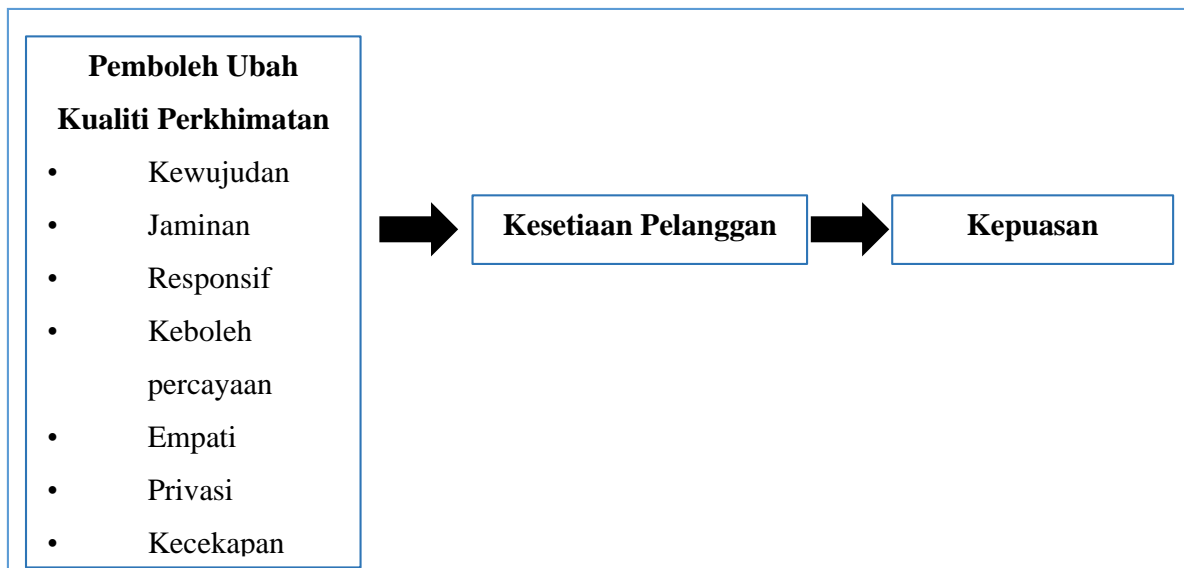 Pemboleh Ubah
Kualiti Perkhimatan
• Kewujudan
• Jaminan
• Responsif
• Keboleh
percayaan
• Empati
• Privasi
• Kecekapan
Kesetiaan Pelanggan
Kepuasan